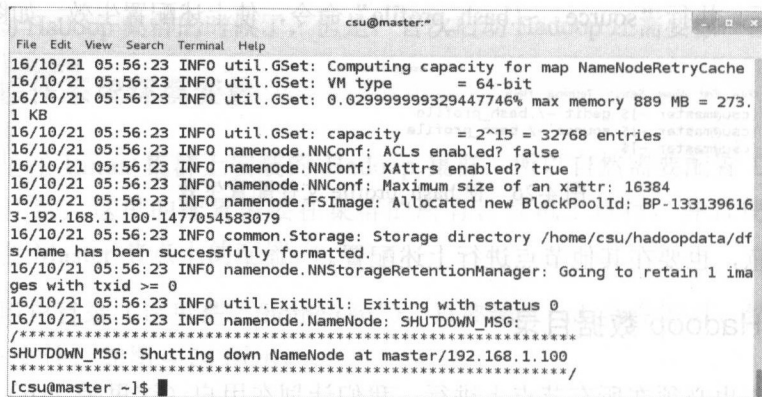 csu@master:~
File Edit View Search Terminal Help
16/10/21 05:56:23 INFO util.GSet: Computing capacity for map NameNodeRetryCache
16/10/21 05:56:23 INFO util.GSet: VM type = 64-bit
16/10/21 05:56:23 INFO util.GSet: 0.029999999329447746% max memory 889 MB = 273.
1 KB
16/10/21 05:56:23 INFO util.GSet: capacity = 2^15 = 32768 entries
16/10/21 05:56:23 INFO namenode.NNConf: ACLs enabled? false
16/10/21 05:56:23 INFO namenode.NNConf: XAttrs enabled? true
16/10/21 05:56:23 INFO namenode.NNConf: Maximum size of an xattr: 16384
16/10/21 05:56:23 INFO namenode.FSImage: Allocated new BlockPoolId: BP-133139616
3-192.168.1.100-1477054583079
16/10/21 05:56:23 INFO common.Storage: Storage directory /home/csu/hadoopdata/df
s/name has been successfully formatted.
16/10/21 05:56:23 INFO namenode.NNStorageRetentionManager: Going to retain 1 ima
ges with txid >= 0
16/10/21 05:56:23 INFO util.ExitUtil: Exiting with status 0
16/10/21 05:56:23 INFO namenode.NameNode: SHUTDOWN_MSG:
/************************************************************
SHUTDOWN_MSG: Shutting down NameNode at master/192.168.1.100
************************************************************/
[csu@master ~]$